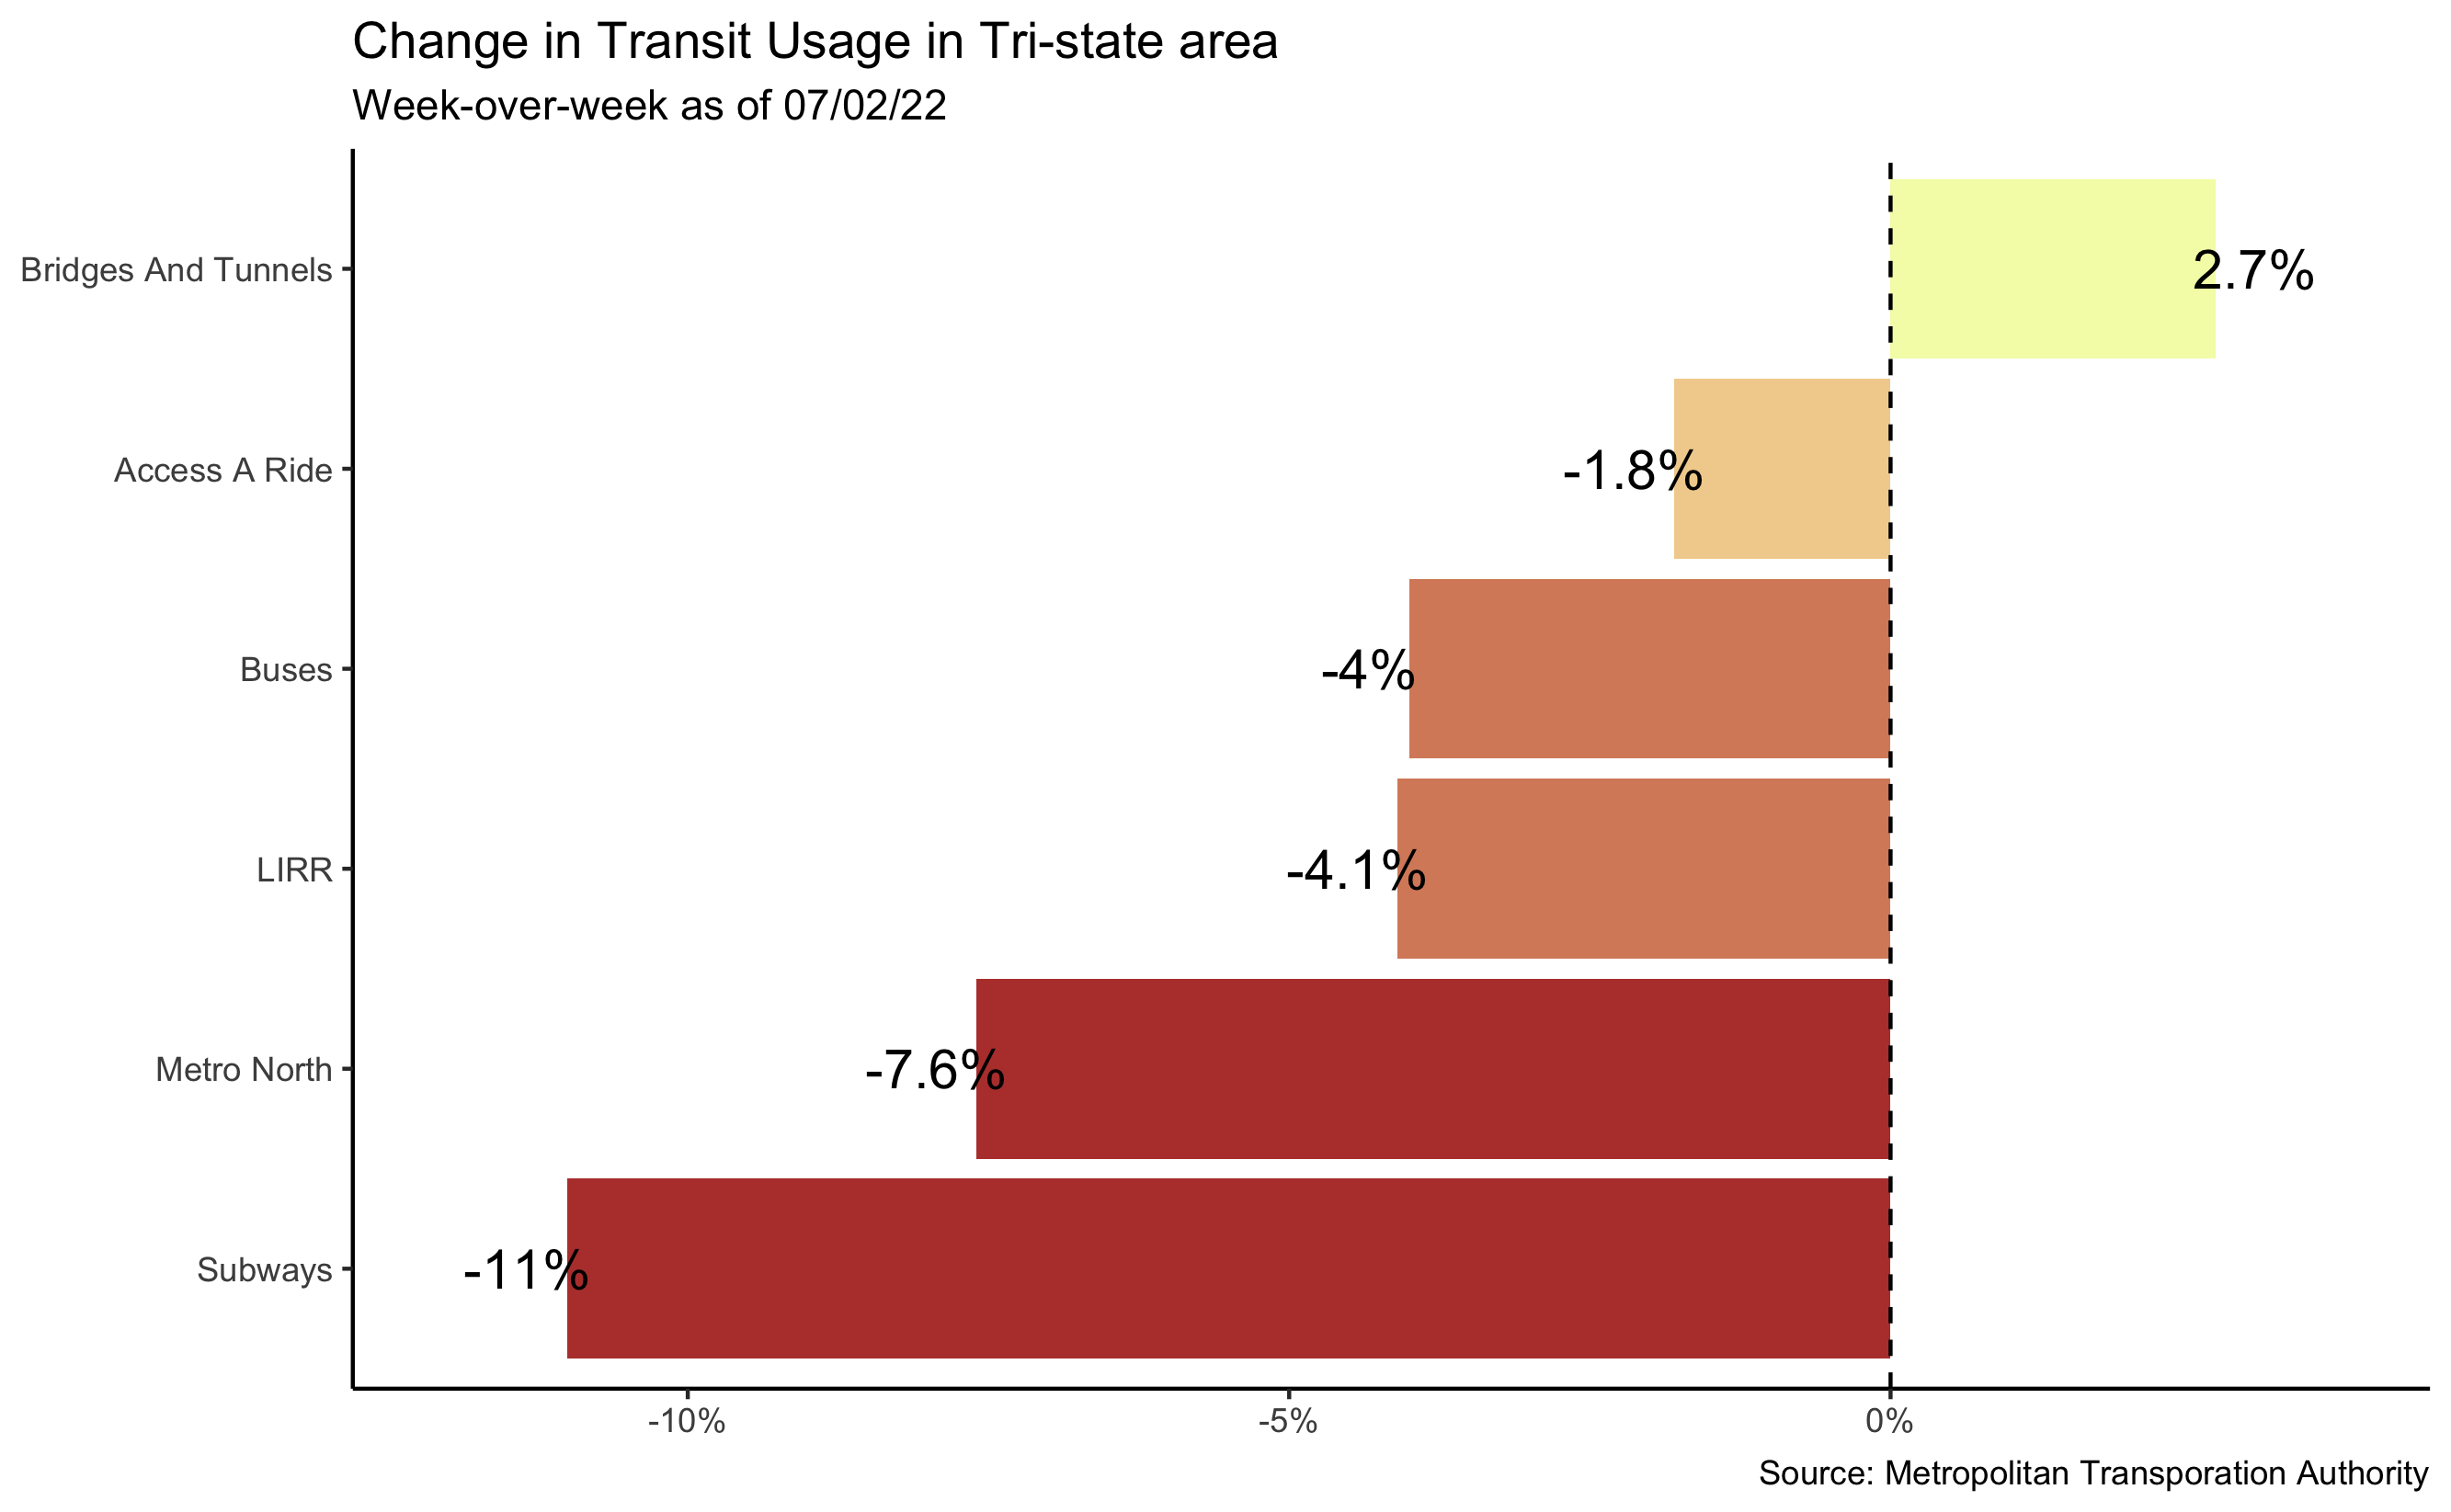 Change in Transit Usage in Tri-state area
Week-over-week as of 07/02/22
Bridges And Tunnels
2.7%
Access A Ride
-1.8%
Buses
-4%
LIRR
-4.1%
Metro North
-7.6%
Subways
-11%
-10%
-5%
0%
Source: Metropolitan Transporation Authority